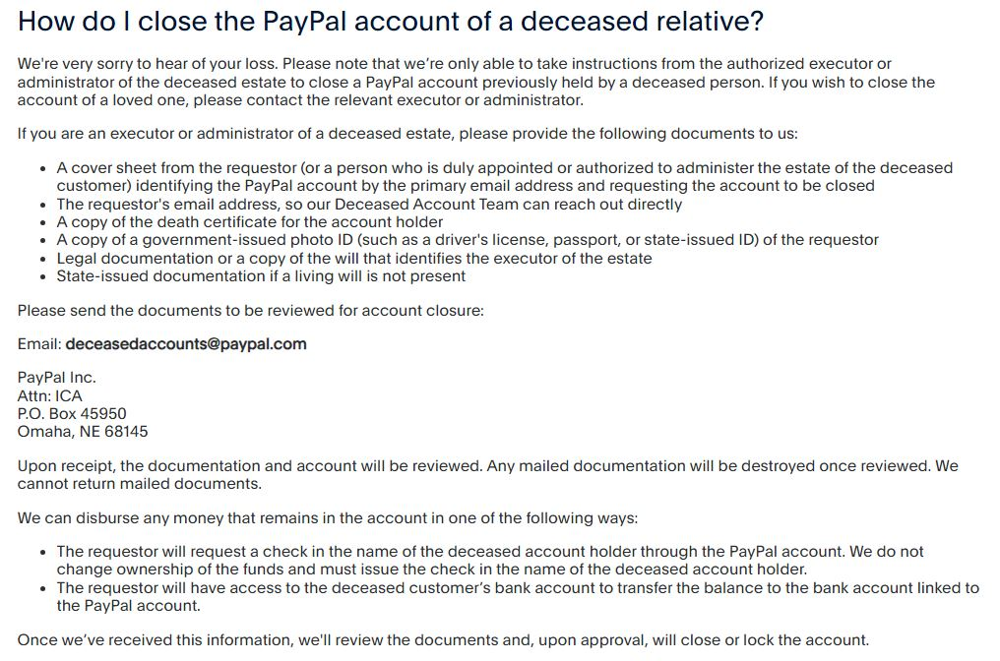 How do I close the PayPal account of a deceased relative?
We're very sorry to hear of your loss. Please note that we’re only able to take instructions from the authorized executor or
administrator of the deceased estate to close a PayPal account previously held by a deceased person. If you wish to close the
account of a loved one, please contact the relevant executor or administrator.
If you are an executor or administrator of a deceased estate, please provide the following documents to us:
• A cover sheet from the requestor (or a person who is duly appointed or authorized to administer the estate of the deceased
customer) identifying the PayPal account by the primary email address and requesting the account to be closed
• The requestor's email address, so our Deceased Account Team can reach out directly
• A copy of the death certificate for the account holder
• A copy of a government-issued photo ID (such as a driver's license, passport, or state-issued ID) of the requestor
• Legal documentation or a copy of the will that identifies the executor of the estate
• State-issued documentation if a living will is not present
Please send the documents to be reviewed for account closure:
Email: deceasedaccounts@paypal.com
PayPal Inc.
Attn: ICA
P.O. Box 45950
Omaha, NE 68145
Upon receipt, the documentation and account will be reviewed. Any mailed documentation will be destroyed once reviewed. We
cannot return mailed documents.
We can disburse any money that remains in the account in one of the following ways:
• The requestor will request a check in the name of the deceased account holder through the PayPal account. We do not
change ownership of the funds and must issue the check in the name of the deceased account holder.
• The requestor will have access to the deceased customer’s bank account to transfer the balance to the bank account linked to
the PayPal account.
Once we’ve received this information, we'll review the documents and, upon approval, will close or lock the account.